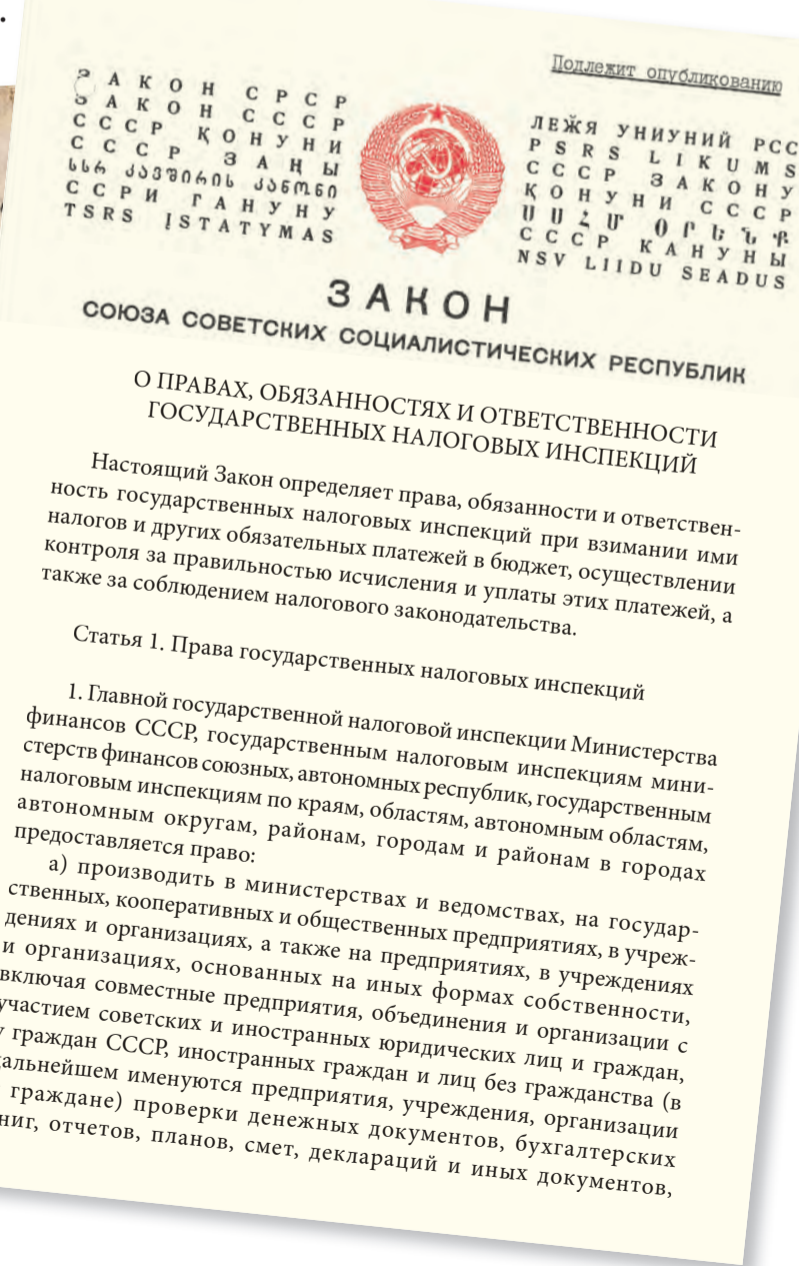 Подлежит опубликованию
ЗАКОН СРСР
ЗАКОН СССР
СССР ҚОНУНИ
СССР ЗАҢЫ
სსრ კავშირის კანონი
ССРИ ГАНУНУ
TSRS ĮSTATYMAS
ЛЕӁЯ УНИУНИЙ РСС
PSRS LIKUMS
СССР ЗАКОНУ
ҚОНУНИ СССР
ՍՍՀՄ ՕՐԵՆՔ
СССР КАНУНЫ
NSV LIIDU SEADUS
ЗАКОН
СОЮЗА СОВЕТСКИХ СОЦИАЛИСТИЧЕСКИХ РЕСПУБЛИК
О ПРАВАХ, ОБЯЗАННОСТЯХ И ОТВЕТСТВЕННОСТИ
ГОСУДАРСТВЕННЫХ НАЛОГОВЫХ ИНСПЕКЦИЙ
Настоящий Закон определяет права, обязанности и ответствен-
ность государственных налоговых инспекций при взимании ими
налогов и других обязательных платежей в бюджет, осуществлении
контроля за правильностью исчисления и уплаты этих платежей, а
также за соблюдением налогового законодательства.
Статья 1. Права государственных налоговых инспекций
1. Главной государственной налоговой инспекции Министерства
финансов СССР, государственным налоговым инспекциям мини-
стерств финансов союзных, автономных республик, государственным
налоговым инспекциям по краям, областям, автономным областям,
автономным округам, районам, городам и районам в городах
предоставляется право:
а) производить в министерствах и ведомствах, на государ-
ственных, кооперативных и общественных предприятиях, в учреж-
дениях и организациях, а также на предприятиях, в учреждениях
и организациях, основанных на иных формах собственности,
включая совместные предприятия, объединения и организации с
участием советских и иностранных юридических лиц и граждан,
у граждан СССР, иностранных граждан и лиц без гражданства (в
дальнейшем именуются предприятия, учреждения, организации
граждане) проверки денежных документов, бухгалтерских
ниг, отчетов, планов, смет, деклараций и иных документов,